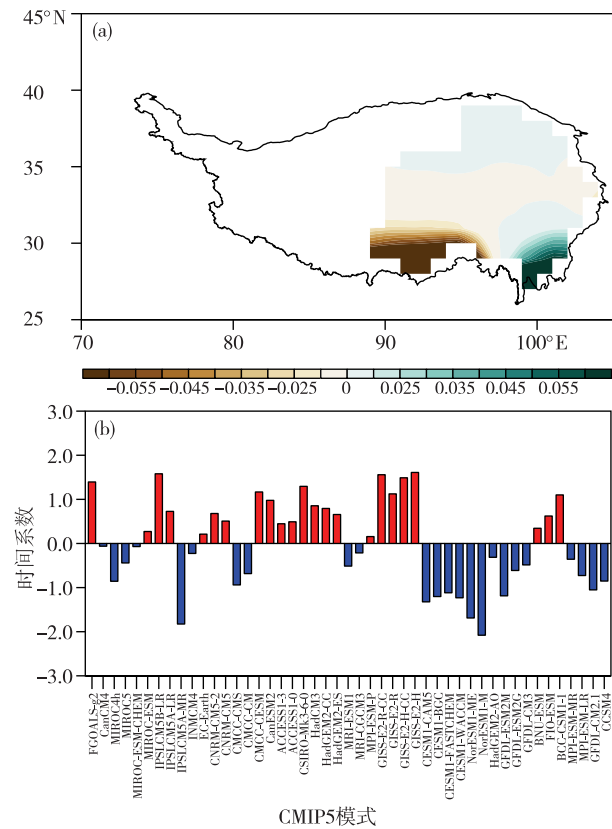 45°N
(a)
40
35
30
25
70
80
90
100°E
−0.055
−0.045
−0.035
−0.025
0
0.025
0.035
0.045
0.055
3.0
(b)
2.0
1.0
0.0
−1.0
−2.0
−3.0
时间系数
FGOALS-g2
CanCM4
MIROC4h
MIROC5
MIROC-ESM-CHEM
MIROC-ESM
IPSLCM5B-LR
IPSLCM5A-LR
IPSLCM5A-MR
INMCM4
EC-Earth
CNRM-CM5-2
CNRM-CM5
CMCC-CMS
CMCC-CM
CMCC-CESM
CanESM2
ACCESS1-3
ACCESS1-0
CSIRO-Mk3-6-0
HadCM3
HadGEM2-CC
HadGEM2-ES
MRI-ESM1
MRI-CGCM3
MPI-ESM-P
GISS-E2-R-CC
GISS-E2-R
GISS-E2-H-CC
GISS-E2-H
CESM1-CAM5
CESM1-BGC
CESM1-FASTCHEM
CESM1-WACCM
NorESM1-ME
NorESM1-M
HadGEM2-AO
GFDL-ESM2M
GFDL-ESM2G
GFDL-CM3
BNU-ESM
FIO-ESM
BCC-CSM1-1
MPI-ESM-MR
MPI-ESM-LR
GFDL-CM2.1
CCSM4
CMIP5模式